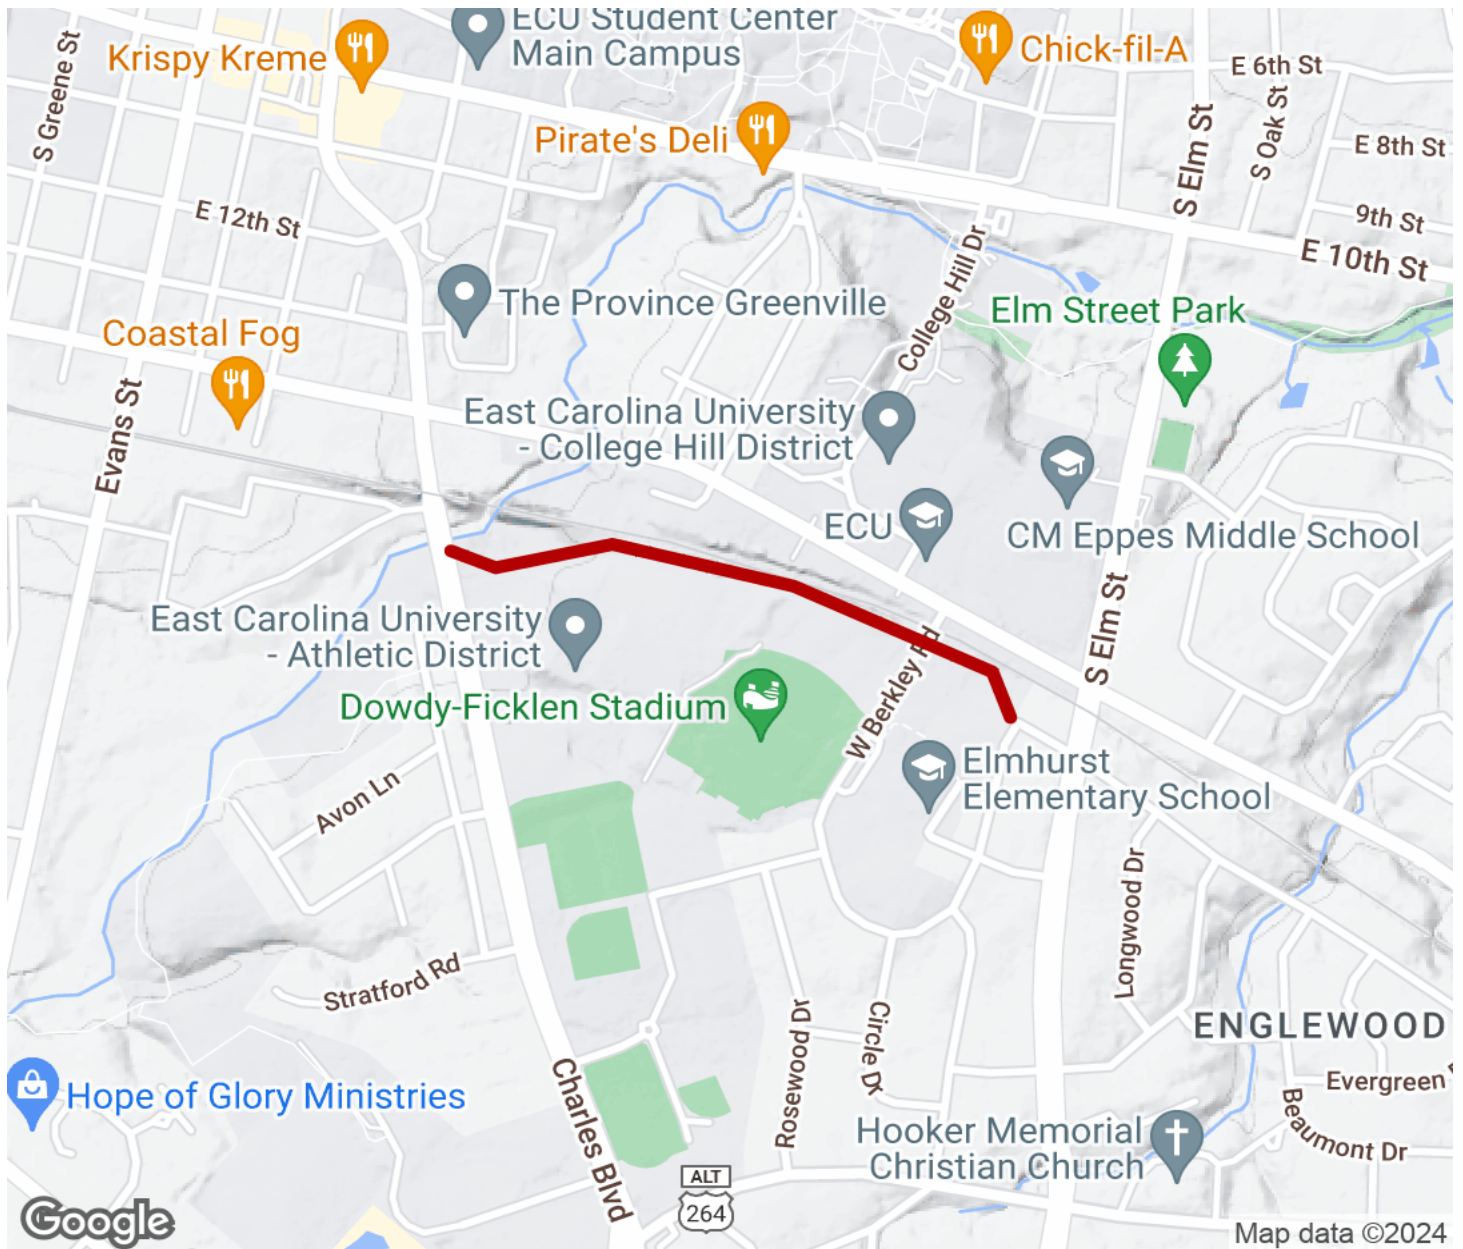 ECU Student Center
Main Campus
Krispy Kreme
Chick-fil-A
E 6th St
S Greene St
S Elm St
S Oak St
Pirate's Deli
E 8th St
E 12th St
9th St
E 10th St
College Hill Dr
The Province Greenville
Elm Street Park
Coastal Fog
Evans St
East Carolina University
- College Hill District
ECU
CM Eppes Middle School
East Carolina University
- Athletic District
S Elm St
W Berkley Rd
Dowdy-Ficklen Stadium
Elmhurst
Elementary School
Avon Ln
Longwood Dr
Stratford Rd
Rosewood Dr
Circle Dr
ENGLEWOOD
Charles Blvd
Hope of Glory Ministries
Evergreen
Beaumont Dr
Hooker Memorial
Christian Church
ALT
264
Google
Map data ©2024